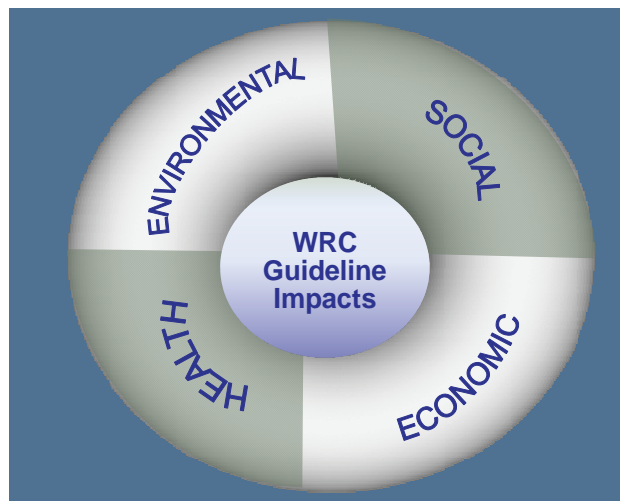 ENVIRONMENTAL
SOCIAL
WRC
Guideline
Impacts
HEALTH
ECONOMIC